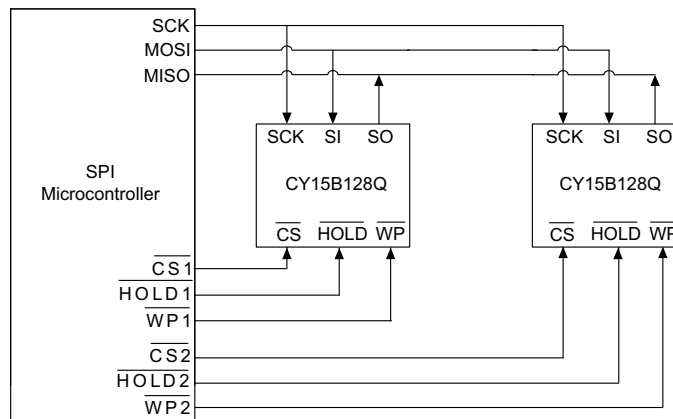 SCK
MOSI
MISO
SPI
Microcontroller
SCK SI SO
CY15B128Q
CS HOLD WP
SCK SI SO
CY15B128Q
CS HOLD WP
CS1
HOLD1
WP1
CS2
HOLD2
WP2